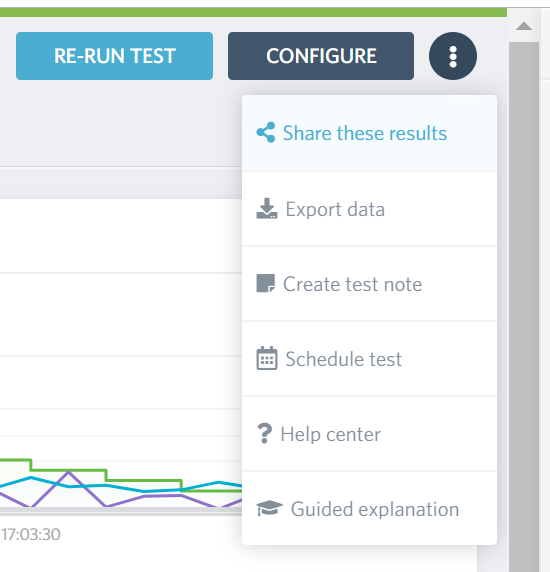 RE-RUN TEST
CONFIGURE
Share these results
Export data
Create test note
Schedule test
Help center
Guided explanation
17:03:30